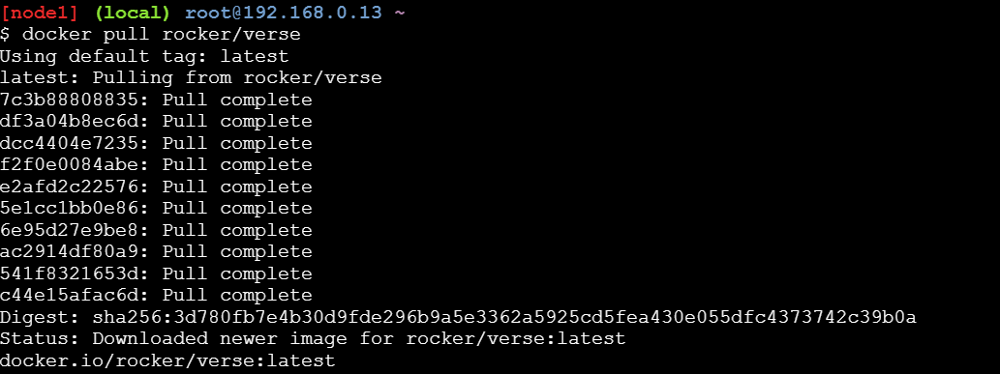 [node1] (local) root@192.168.0.13 ~
$ docker pull rocker/verse
Using default tag: latest
latest: Pulling from rocker/verse
7c3b88808835: Pull complete
df3a04b8ec6d: Pull complete
dcc4404e7235: Pull complete
f2f0e0084abe: Pull complete
e2afd2c22576: Pull complete
5e1cc1bb0e86: Pull complete
6e95d27e9be8: Pull complete
ac2914df80a9: Pull complete
541f8321653d: Pull complete
c44e15afac6d: Pull complete
Digest: sha256:3d780fb7e4b30d9fde296b9a5e3362a5925cd5fea430e055dfc4373742c39b0a
Status: Downloaded newer image for rocker/verse:latest
docker.io/rocker/verse:latest